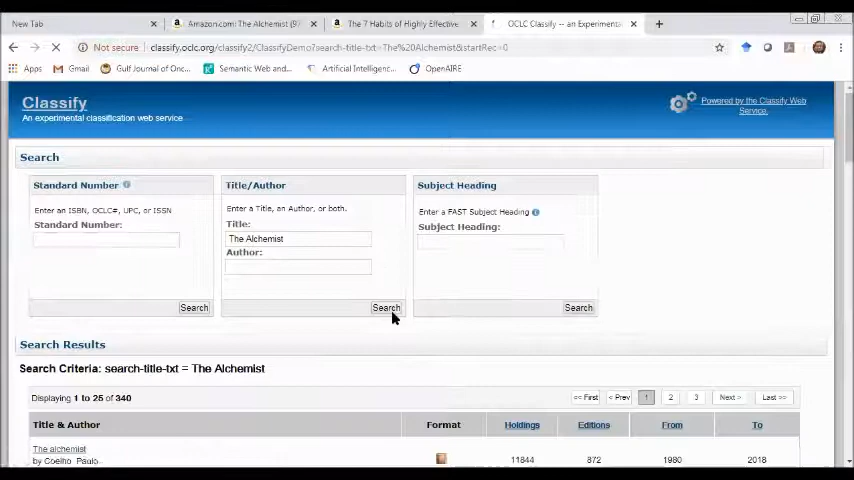 New Tab
Amazon.com: The Alchemist (9)
The 7 Habits of Highly Effective
OCLC Classify -- an Experimenta
Not secure classify.oclc.org/classify2/ClassifyDemo?search-title-txt=The%20Alchemist&startRec=0
Apps Gmail Gulf Journal of Onc... Semantic Web and... Artificial Intelligenc... OpenAIRE
Classify
An experimental classification web service
Powered by the Classify Web
Service.
Search
Standard Number
Title/Author
Subject Heading
Enter an ISBN, OCLC#, UPC, or ISSN
Enter a Title, an Author, or both.
Enter a FAST Subject Heading
Standard Number:
Title:
Subject Heading:
The Alchemist
Author:
Search
Search
Search
Search Results
Search Criteria: search-title-txt = The Alchemist
Displaying 1 to 25 of 340
<< First < Prev 1 2 3 Next > Last >>
Title & Author Format Holdings Editions From To
The alchemist
by Coelho, Paulo 11844 872 1980 2018